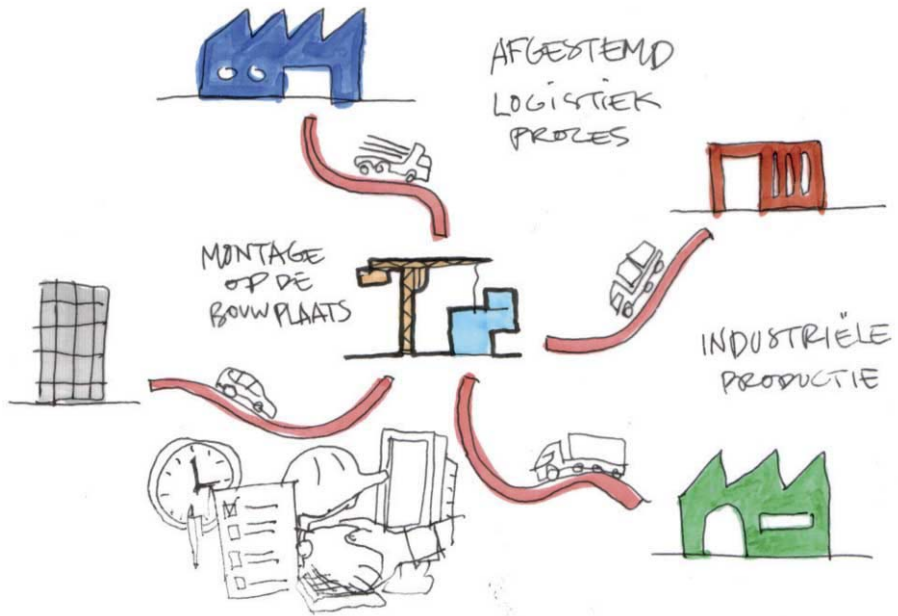 AFGESTEMD
LOGISTIEK
PROCES
MONTAGE
OP DE
BOUWPLAATS
INDUSTRIËLE
PRODUCTIE